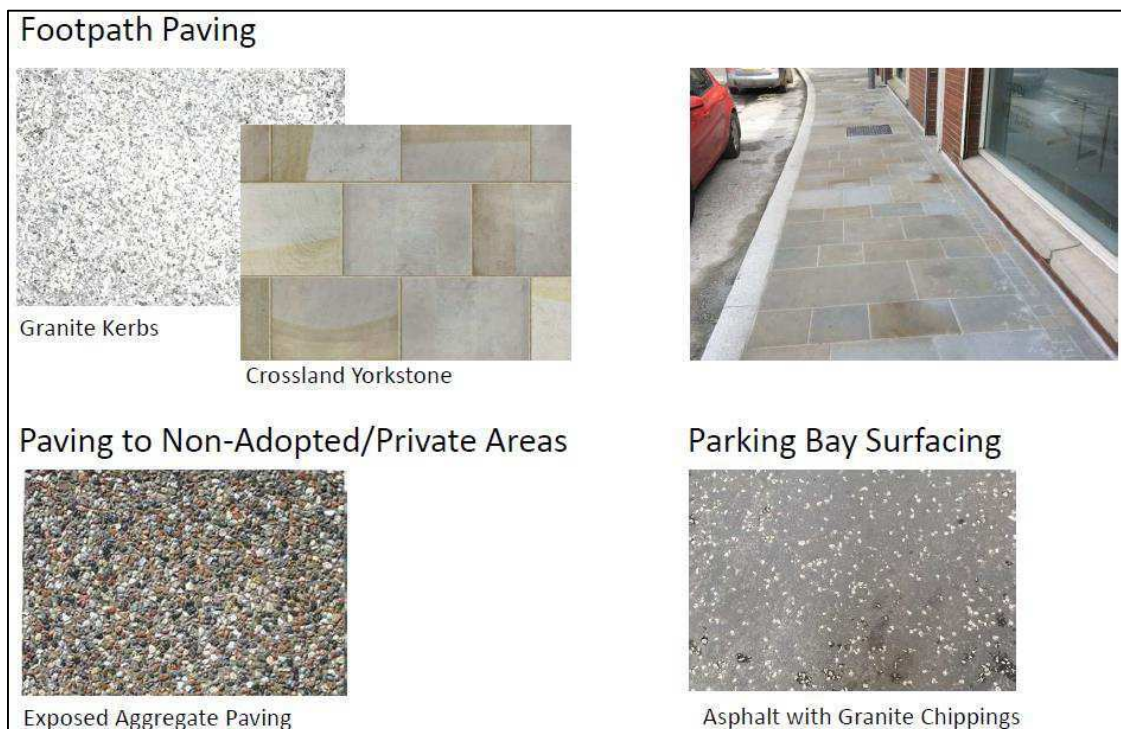 Footpath Paving
Granite Kerbs
Crossland Yorkstone
Paving to Non-Adopted/Private Areas
Parking Bay Surfacing
Exposed Aggregate Paving
Asphalt with Granite Chippings